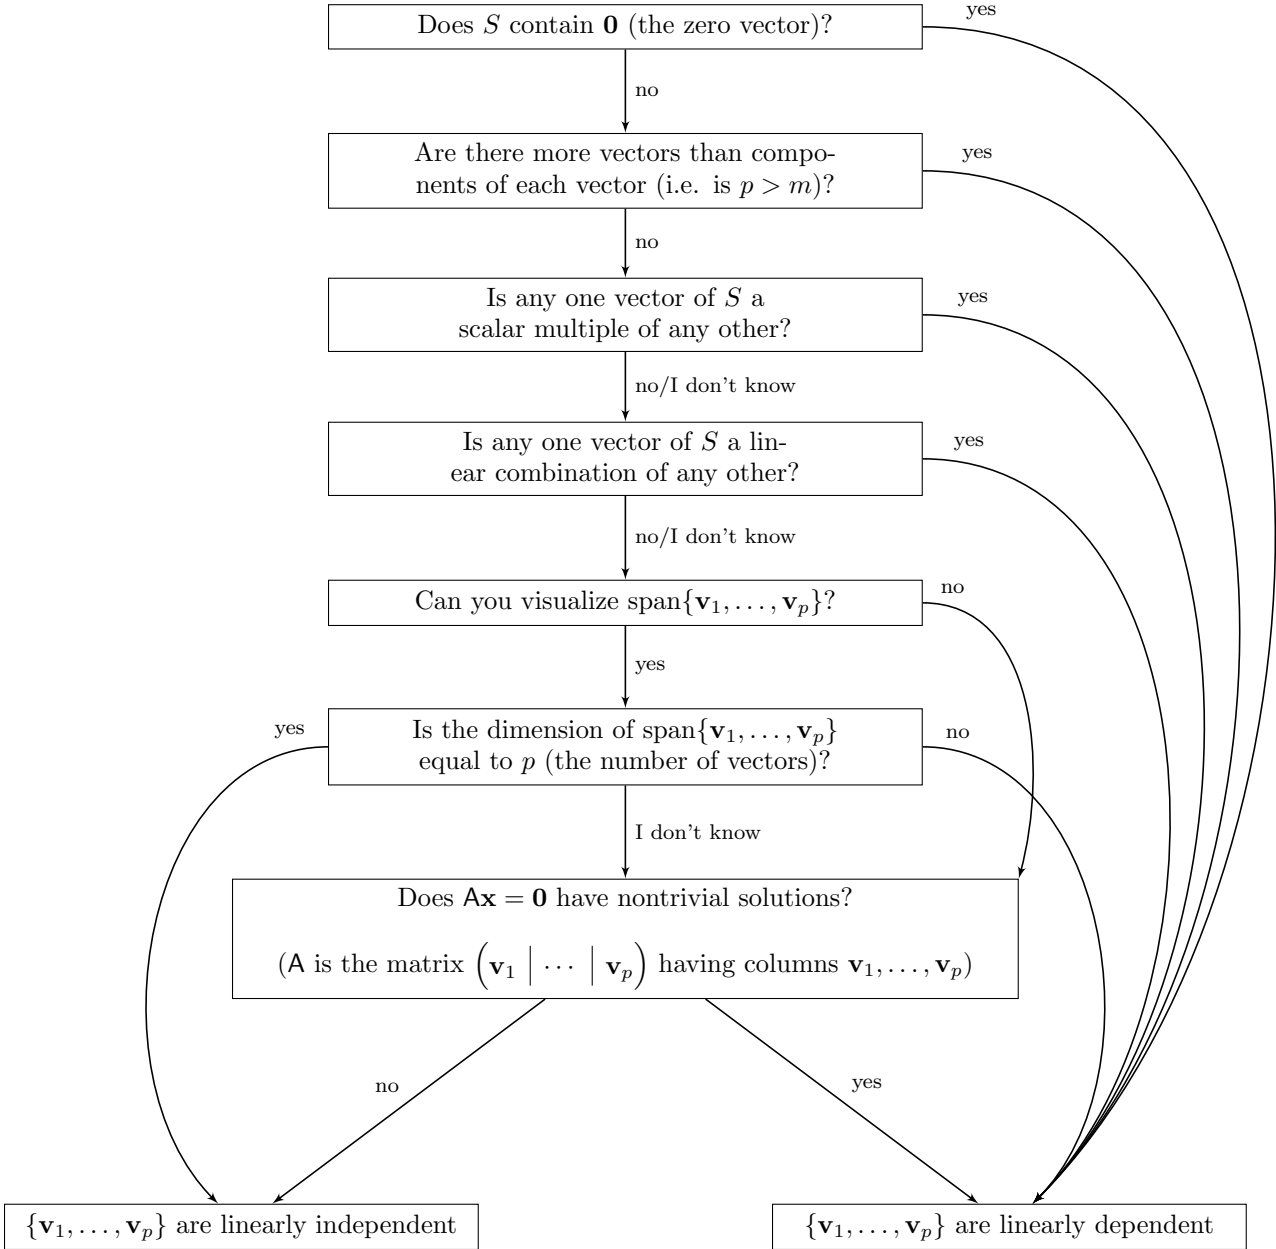 Does S contain 0 (the zero vector)?
yes
no
Are there more vectors than compo-
nents of each vector (i.e. is p > m)?
yes
no
Is any one vector of S a
scalar multiple of any other?
yes
no/I don't know
Is any one vector of S a lin-
ear combination of any other?
yes
no/I don't know
Can you visualize span{v₁, . . . , vₚ}?
no
yes
Is the dimension of span{v₁, . . . , vₚ}
equal to p (the number of vectors)?
yes
no
I don't know
Does Ax = 0 have nontrivial solutions?
(A is the matrix (v₁ | ··· | vₚ) having columns v₁, . . . , vₚ)
no
yes
{v₁, . . . , vₚ} are linearly independent
{v₁, . . . , vₚ} are linearly dependent